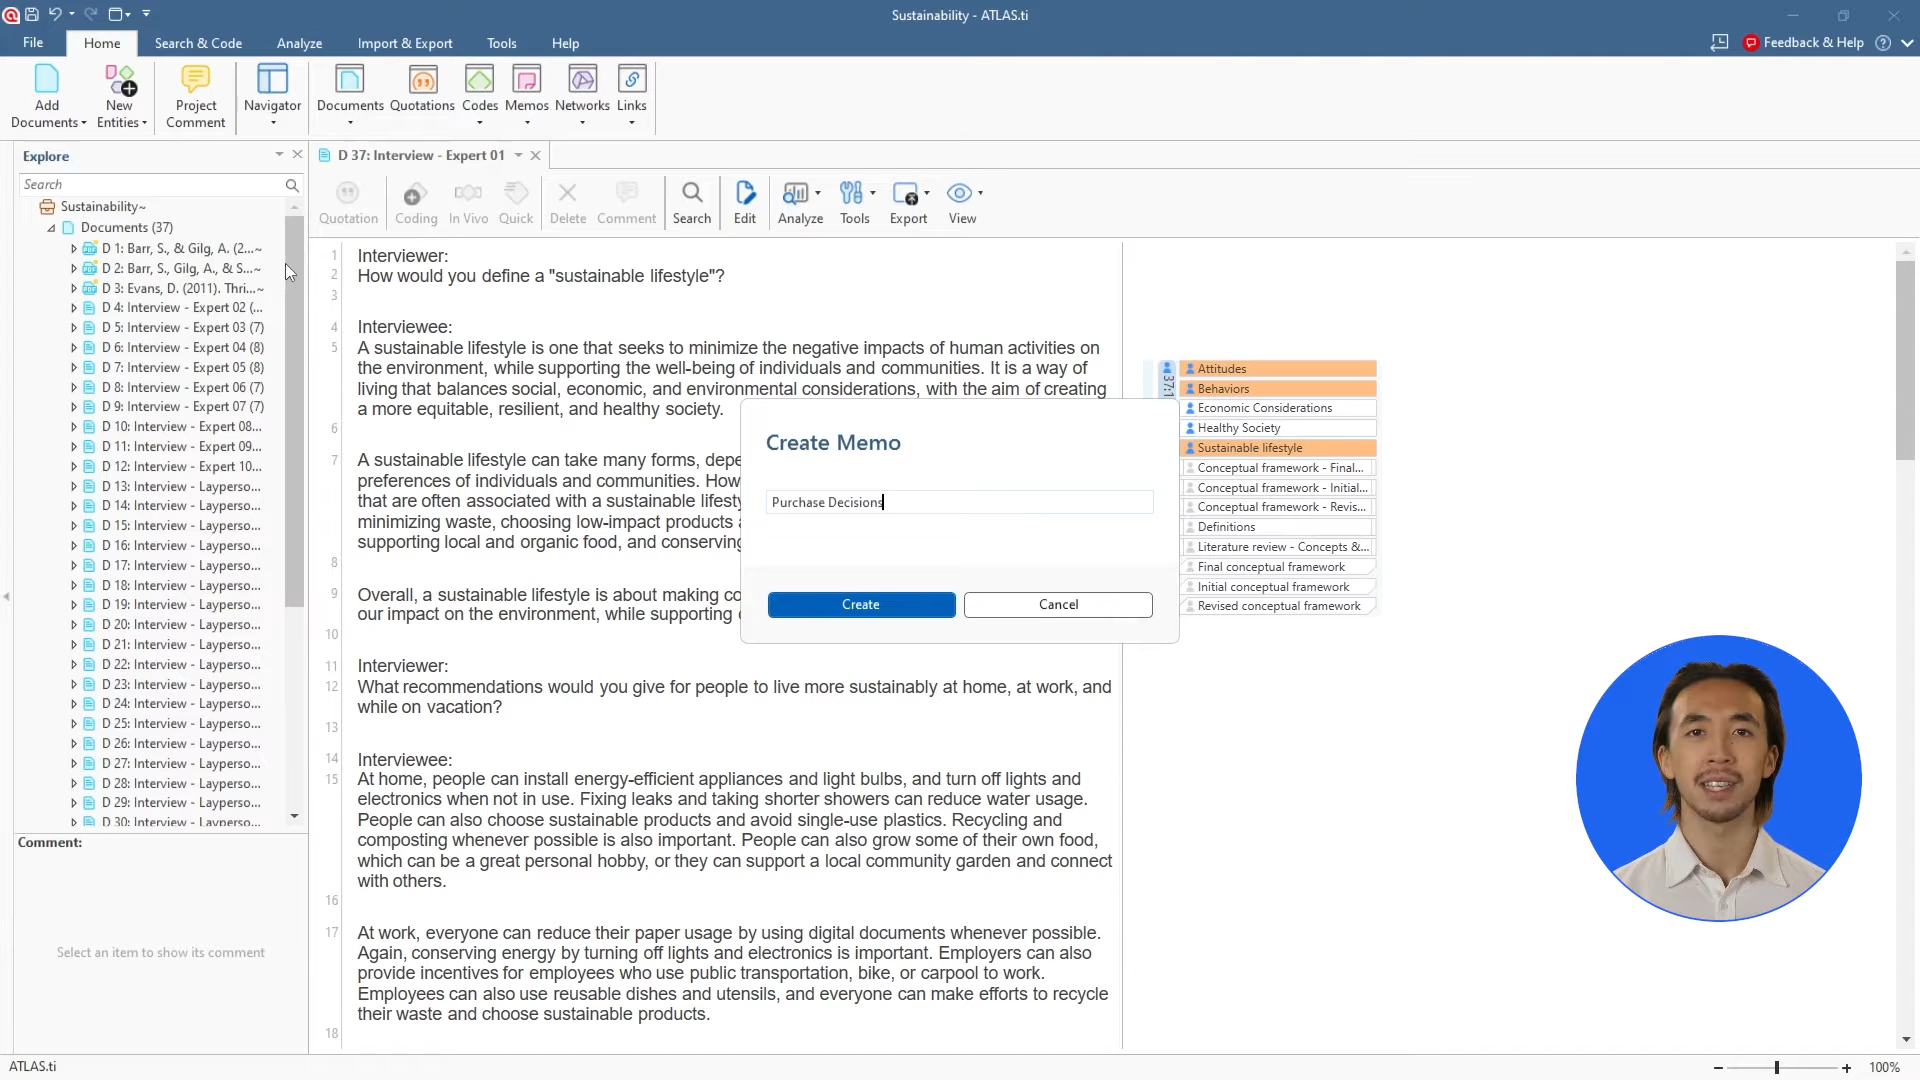 Sustainability - ATLAS.ti
File
Home
Search & Code
Analyze
Import & Export
Tools
Help
Feedback & Help
Add Documents
New Entities
Project Comment
Navigator
Documents
Quotations
Codes
Memos
Networks
Links
Explore
Search
Sustainability~
Documents (37)
D 1: Barr, S., & Gilg, A. (2...~
D 2: Barr, S., Gilg, A., & S...~
D 3: Evans, D. (2011). Thri...~
D 4: Interview - Expert 02 (...
D 5: Interview - Expert 03 (7)
D 6: Interview - Expert 04 (8)
D 7: Interview - Expert 05 (8)
D 8: Interview - Expert 06 (7)
D 9: Interview - Expert 07 (7)
D 10: Interview - Expert 08...
D 11: Interview - Expert 09...
D 12: Interview - Expert 10...
D 13: Interview - Layperso...
D 14: Interview - Layperso...
D 15: Interview - Layperso...
D 16: Interview - Layperso...
D 17: Interview - Layperso...
D 18: Interview - Layperso...
D 19: Interview - Layperso...
D 20: Interview - Layperso...
D 21: Interview - Layperso...
D 22: Interview - Layperso...
D 23: Interview - Layperso...
D 24: Interview - Layperso...
D 25: Interview - Layperso...
D 26: Interview - Layperso...
D 27: Interview - Layperso...
D 28: Interview - Layperso...
D 29: Interview - Layperso...
D 30: Interview - Layperso...
Comment:
Select an item to show its comment
D 37: Interview - Expert 01
Quotation
Coding
In Vivo
Quick
Delete
Comment
Search
Edit
Analyze
Tools
Export
View
1 Interviewer:
2 How would you define a "sustainable lifestyle"?
3
4 Interviewee:
5 A sustainable lifestyle is one that seeks to minimize the negative impacts of human activities on
the environment, while supporting the well-being of individuals and communities. It is a way of
living that balances social, economic, and environmental considerations, with the aim of creating
a more equitable, resilient, and healthy society.
6
7 A sustainable lifestyle can take many forms, depe
preferences of individuals and communities. How
that are often associated with a sustainable lifesty
minimizing waste, choosing low-impact products
supporting local and organic food, and conserving
8
9 Overall, a sustainable lifestyle is about making co
our impact on the environment, while supporting
10
11 Interviewer:
12 What recommendations would you give for people to live more sustainably at home, at work, and
while on vacation?
13
14 Interviewee:
15 At home, people can install energy-efficient appliances and light bulbs, and turn off lights and
electronics when not in use. Fixing leaks and taking shorter showers can reduce water usage.
People can also choose sustainable products and avoid single-use plastics. Recycling and
composting whenever possible is also important. People can also grow some of their own food,
which can be a great personal hobby, or they can support a local community garden and connect
with others.
16
17 At work, everyone can reduce their paper usage by using digital documents whenever possible.
Again, conserving energy by turning off lights and electronics is important. Employers can also
provide incentives for employees who use public transportation, bike, or carpool to work.
Employees can also use reusable dishes and utensils, and everyone can make efforts to recycle
their waste and choose sustainable products.
18
Create Memo
Purchase Decisions
Create
Cancel
37:1
Attitudes
Behaviors
Economic Considerations
Healthy Society
Sustainable lifestyle
Conceptual framework - Final...
Conceptual framework - Initial...
Conceptual framework - Revis...
Definitions
Literature review - Concepts &...
Final conceptual framework
Initial conceptual framework
Revised conceptual framework
ATLAS.ti
100%